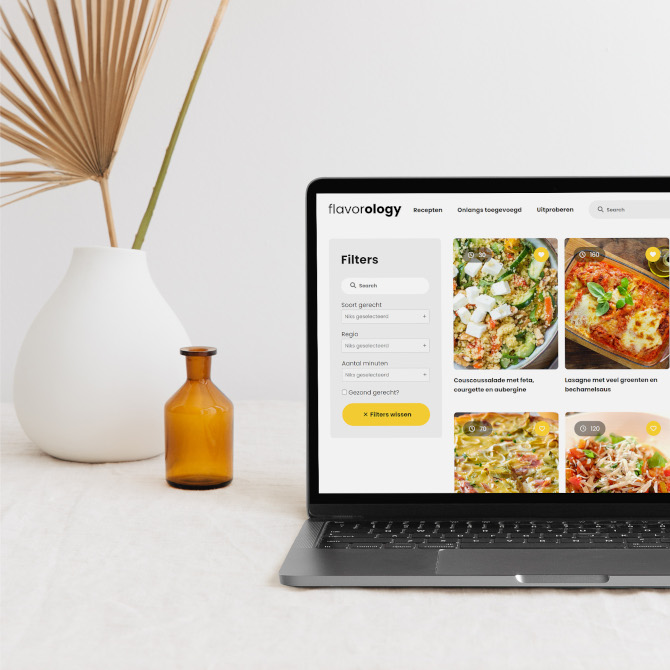 flavorology
Recepten
Onlangs toegevoegd
Uitproberen
Search
Filters
Search
Soort gerecht
Niks geselecteerd
Regio
Niks geselecteerd
Aantal minuten
Niks geselecteerd
Gezond gerecht?
× Filters wissen
30
160
Couscoussalade met feta,
courgette en aubergine
Lasagne met veel groenten en
bechamelsaus
70
120